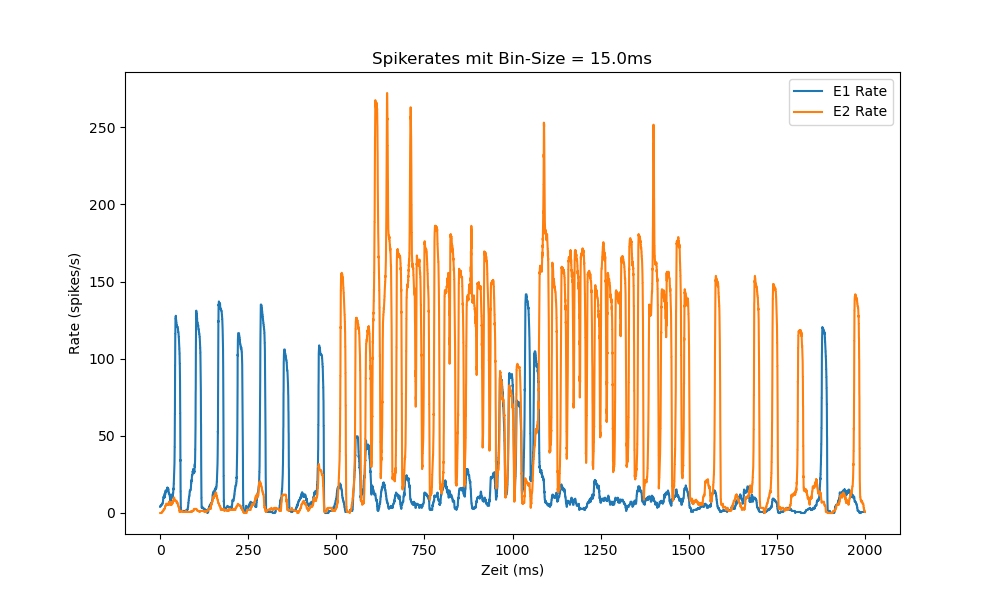 Spikerates mit Bin-Size = 15.0ms
E1 Rate
E2 Rate
Rate (spikes/s)
250
200
150
100
50
0
0 250 500 750 1000 1250 1500 1750 2000
Zeit (ms)